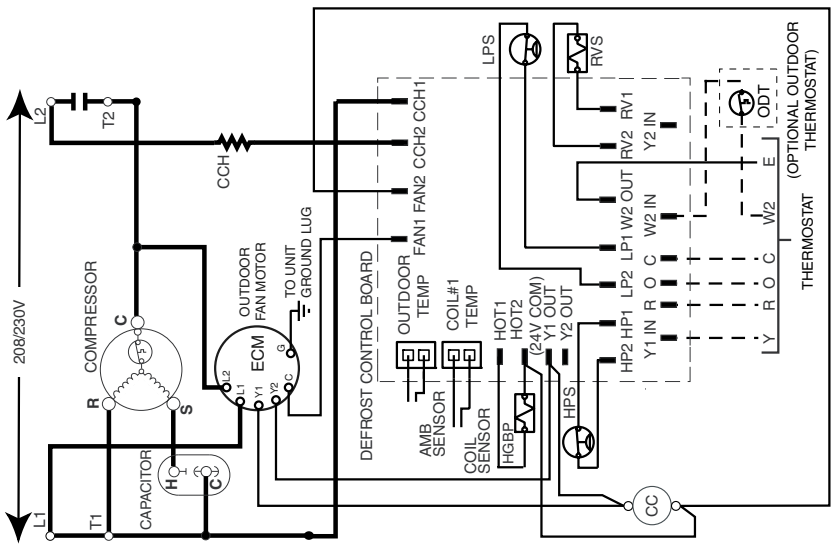 208/230V
L2
T2
CCH
COMPRESSOR
C
R
S
CAPACITOR
H
C
L1
T1
OUTDOOR
FAN MOTOR
TO UNIT
GROUND LUG
ECM
G
L2
L1
Y1
Y2
C
DEFROST CONTROL BOARD
FAN1
FAN2
CCH2
CCH1
OUTDOOR
TEMP
COIL#1
TEMP
AMB
SENSOR
COIL
SENSOR
HOT1
HOT2
(24V COM)
Y1 OUT
Y2 OUT
HGBP
HPS
LPS
RVS
HP2
HP1
LP2
LP1
W2 OUT
RV2
RV1
Y1 IN
R
O
C
W2 IN
Y2 IN
ODT
(OPTIONAL OUTDOOR
THERMOSTAT)
Y
R
O
C
W2
E
THERMOSTAT
CC